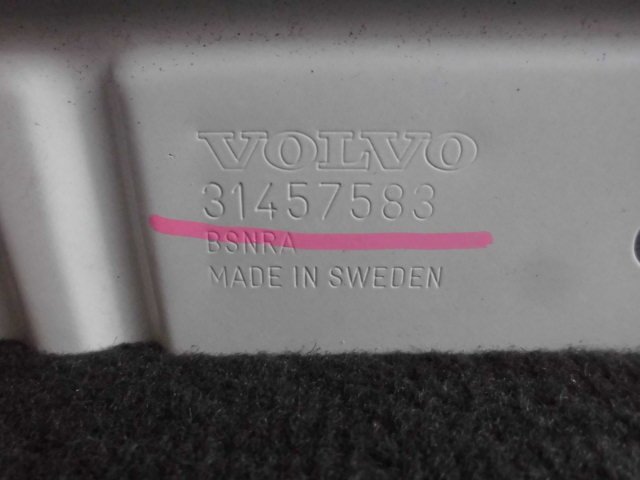 VOLVO
31457583
BSNRA
MADE IN SWEDEN